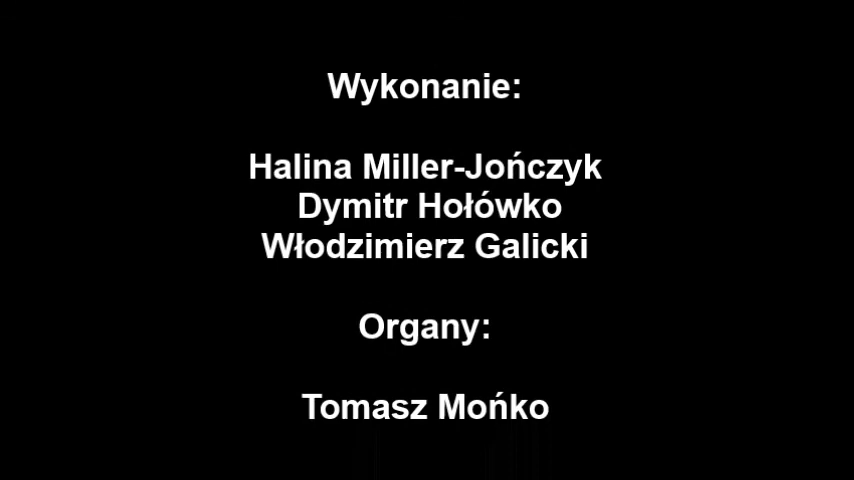 Wykonanie:
Halina Miller-Jończyk
Dymitr Hołówko
Włodzimierz Galicki
Organy:
Tomasz Mońko